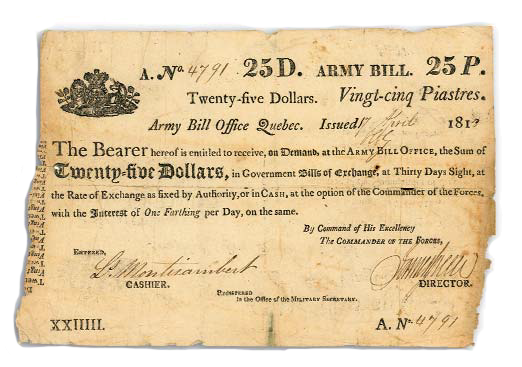 A. No. 4791 25D. ARMY BILL. 25P.
Twenty-five Dollars. Vingt-cinq Piastres.
Army Bill Office Quebec. Issued 17 April 181
The Bearer hereof is entitled to receive, on Demand, at the ARMY BILL OFFICE, the Sum of
Twenty-five Dollars, in Government Bills of Exchange, at Thirty Days Sight, at
the Rate of Exchange as fixed by Authority, or in CASH, at the option of the Commander of the Forces,
with the Interest of One Farthing per Day, on the same.
By Command of His Excellency
The COMMANDER OF THE FORCES,
ENTERED,
L. Montizambert
CASHIER.
DIRECTOR.
REGISTERED
In the Office of the MILITARY SECRETARY.
XXIIIII. A. No. 4791